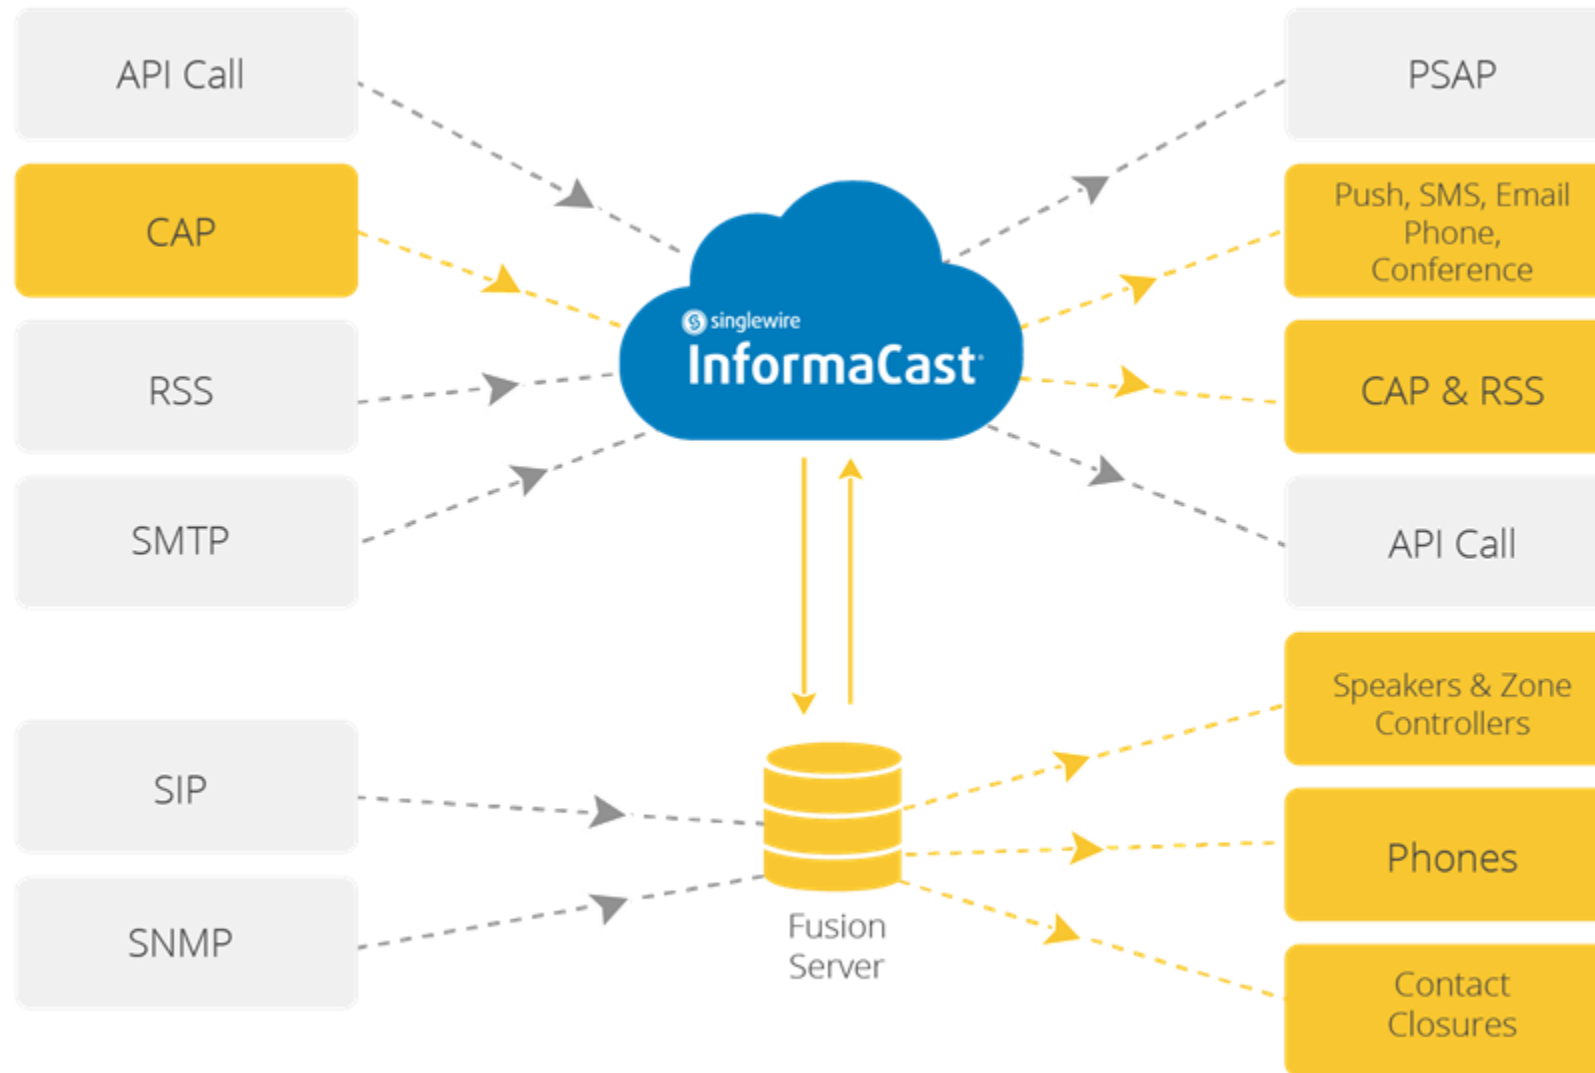 API Call
CAP
RSS
SMTP
SIP
SNMP
singlewire
InformaCast
Fusion
Server
PSAP
Push, SMS, Email
Phone,
Conference
CAP & RSS
API Call
Speakers & Zone
Controllers
Phones
Contact
Closures